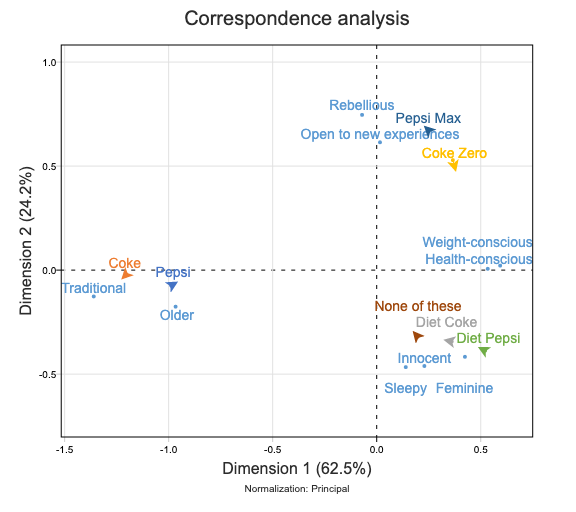 Correspondence analysis
1.0
Rebellious
Pepsi Max
Open to new experiences
Coke Zero
0.5
Dimension 2 (24.2%)
Weight-conscious
Health-conscious
Coke
0.0
Pepsi
Traditional
None of these
Older
Diet Coke
Diet Pepsi
Innocent
-0.5
Sleepy Feminine
-1.5 -1.0 -0.5 0.0 0.5
Dimension 1 (62.5%)
Normalization: Principal